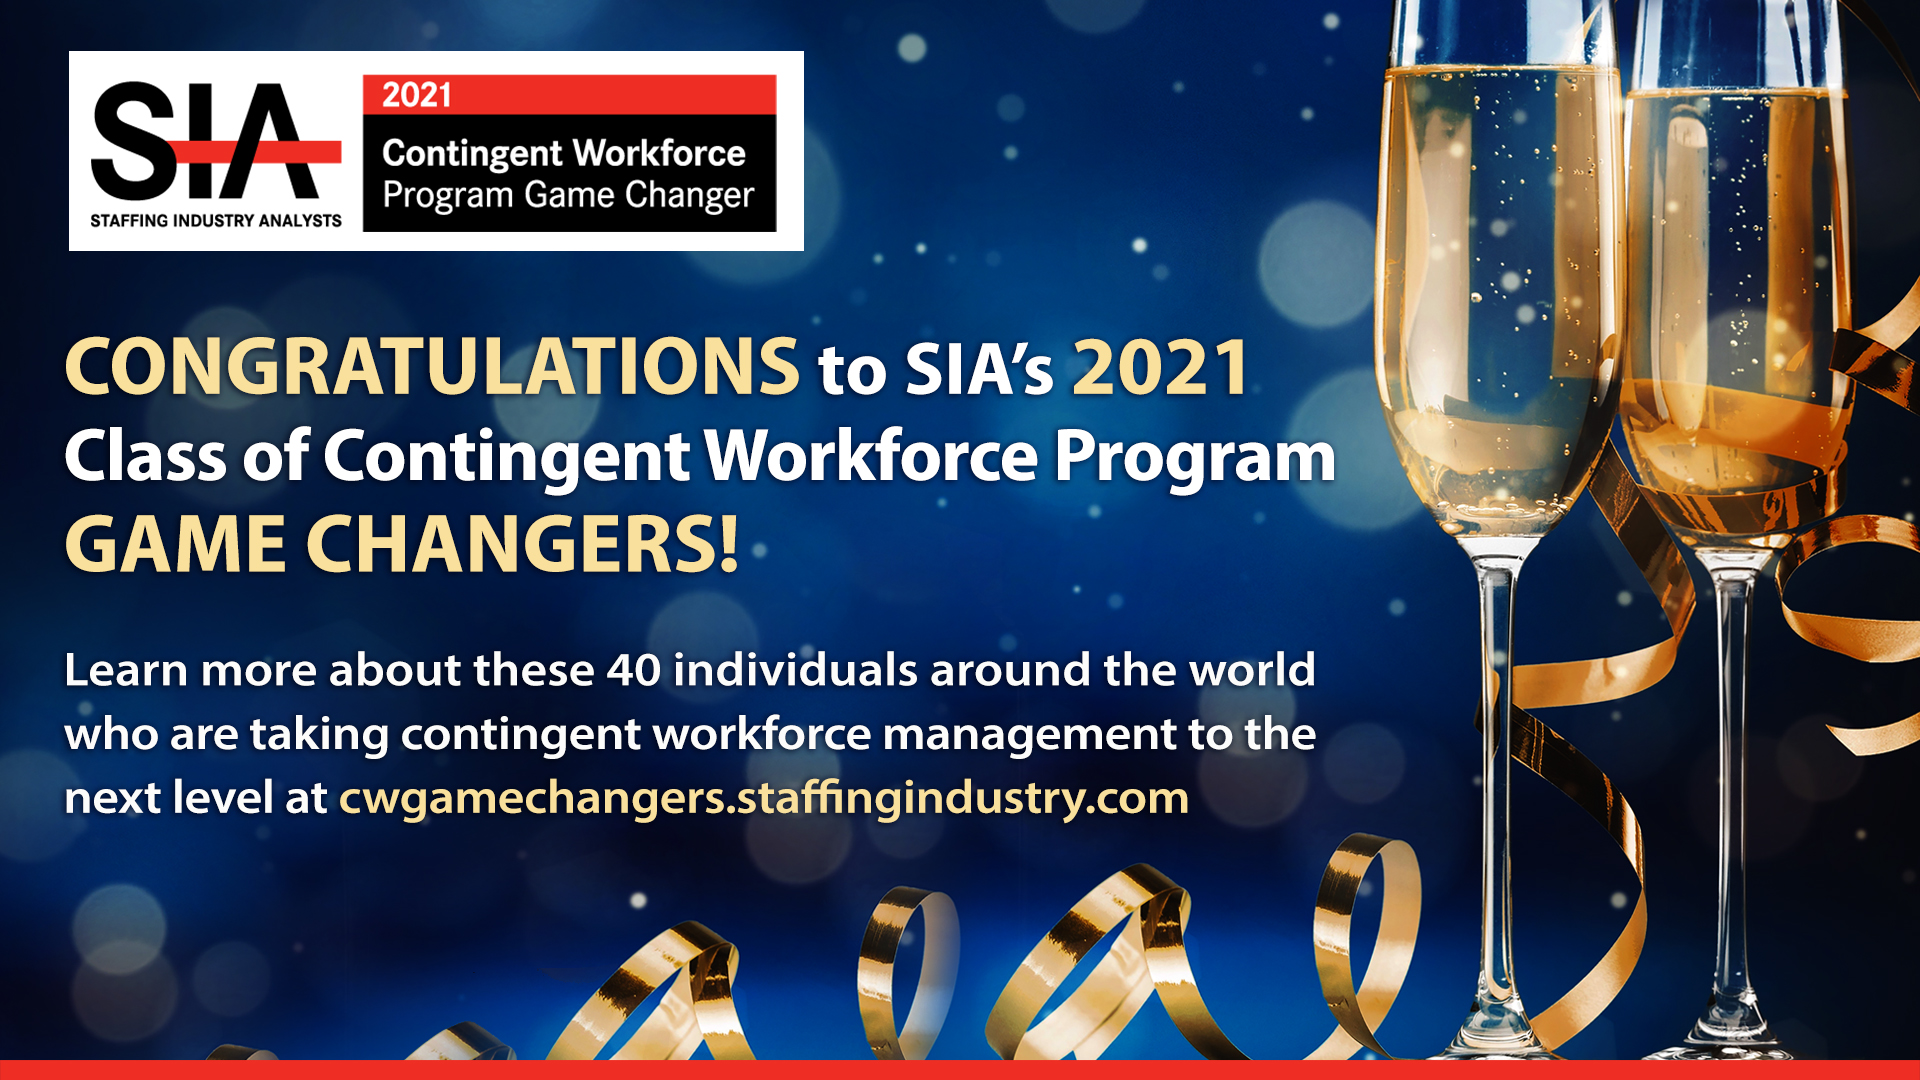 SIA
STAFFING INDUSTRY ANALYSTS
2021
Contingent Workforce
Program Game Changer
CONGRATULATIONS to SIA’s 2021
Class of Contingent Workforce Program
GAME CHANGERS!
Learn more about these 40 individuals around the world
who are taking contingent workforce management to the
next level at cwgamechangers.staffingindustry.com